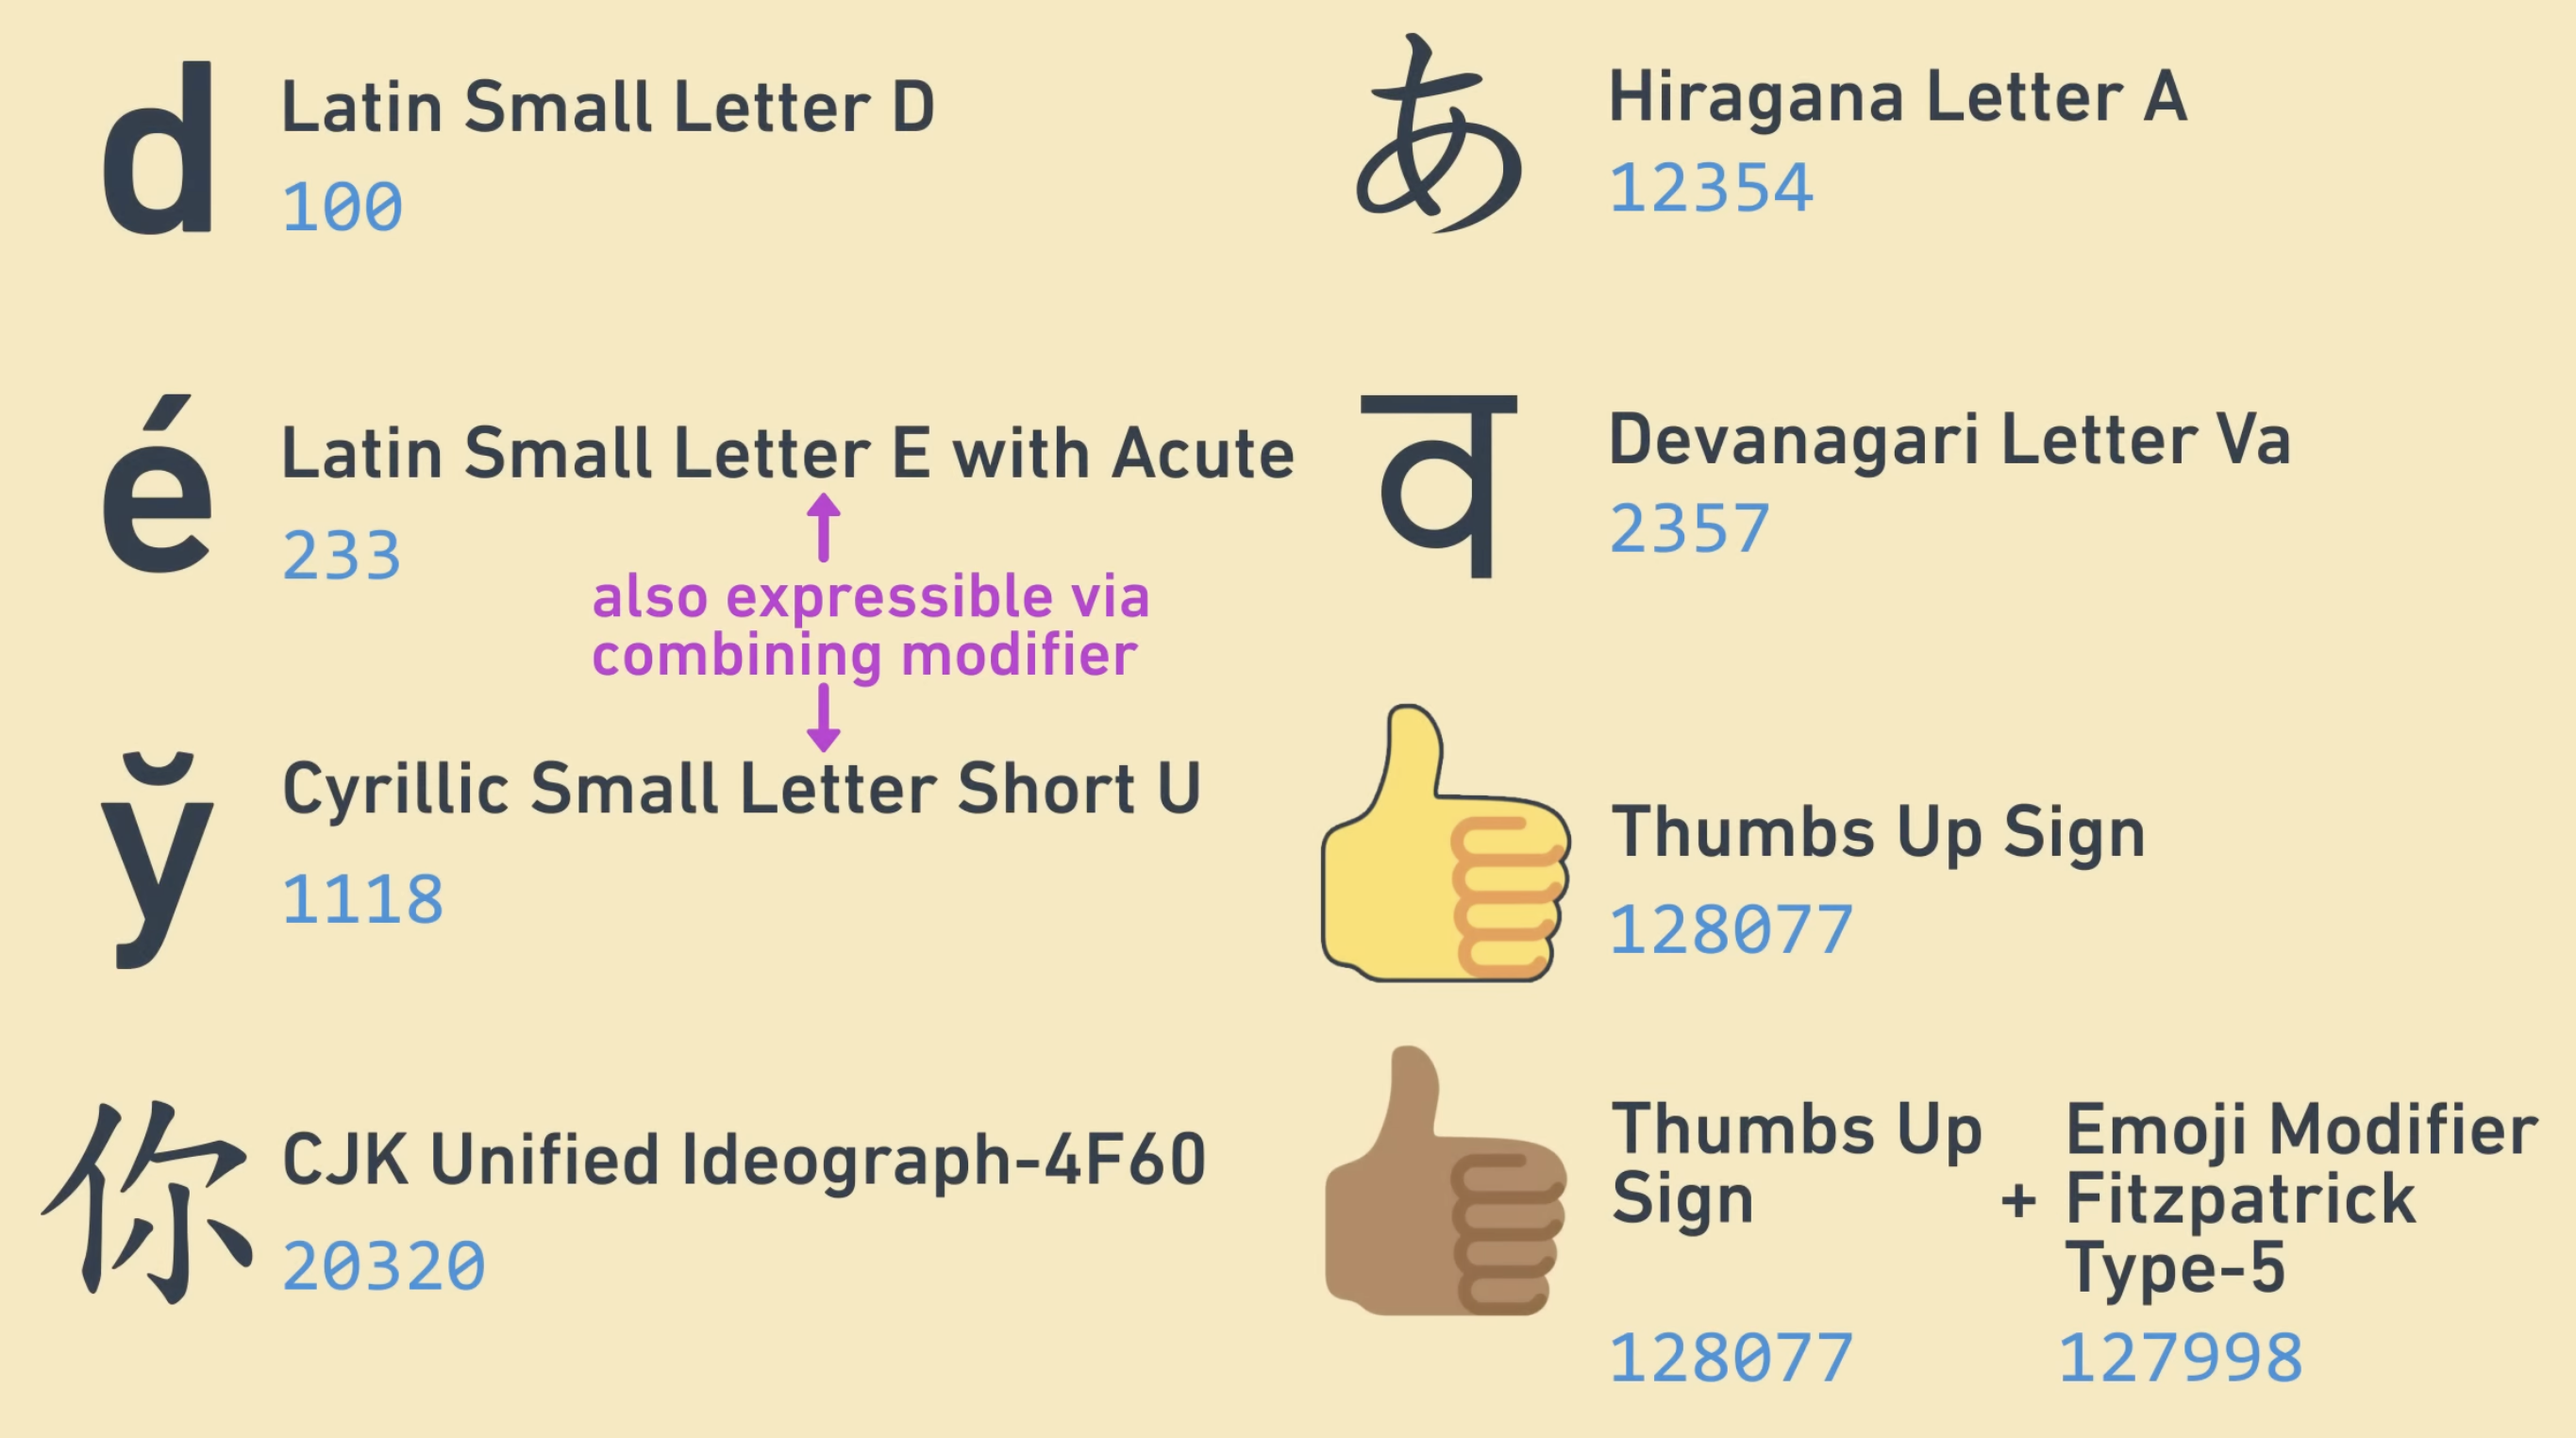 d
Latin Small Letter D
100
é
Latin Small Letter E with Acute
233
also expressible via
combining modifier
ў
Cyrillic Small Letter Short U
1118
你
CJK Unified Ideograph-4F60
20320
あ
Hiragana Letter A
12354
व
Devanagari Letter Va
2357
Thumbs Up Sign
128077
Thumbs Up
Sign
+
Emoji Modifier
Fitzpatrick
Type-5
128077
127998